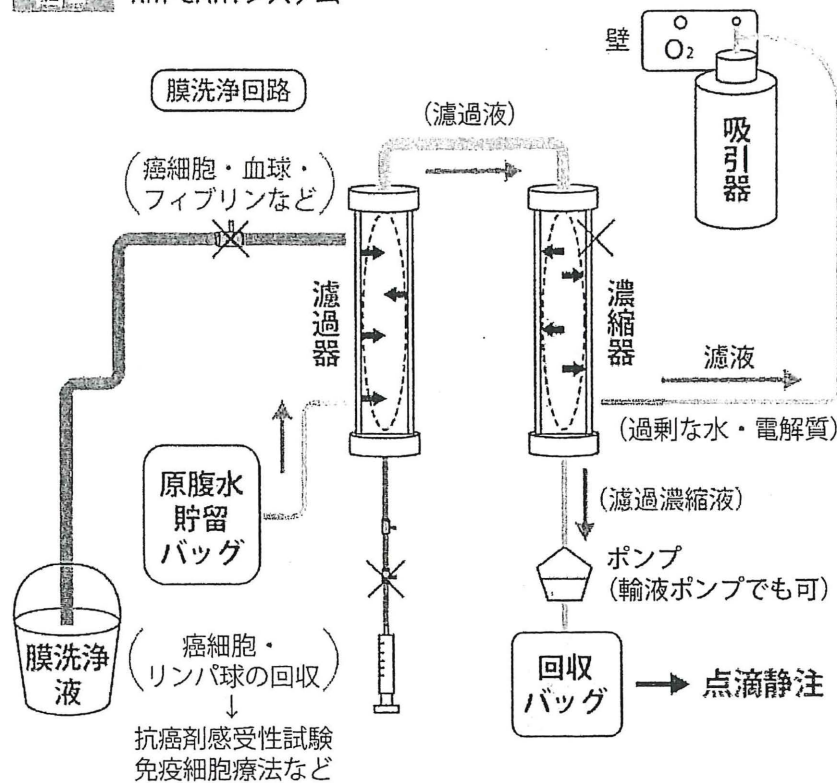 システム
壁
O₂
吸引器
膜洗浄回路
(濾過液)
(癌細胞・血球・
フィブリンなど)
濾過器
濃縮器
濾液
(過剰な水・電解質)
原腹水
貯留
バッグ
(濾過濃縮液)
ポンプ
(輸液ポンプでも可)
膜洗浄
液
(癌細胞・
リンパ球の回収)
抗癌剤感受性試験
免疫細胞療法など
回収
バッグ
点滴静注